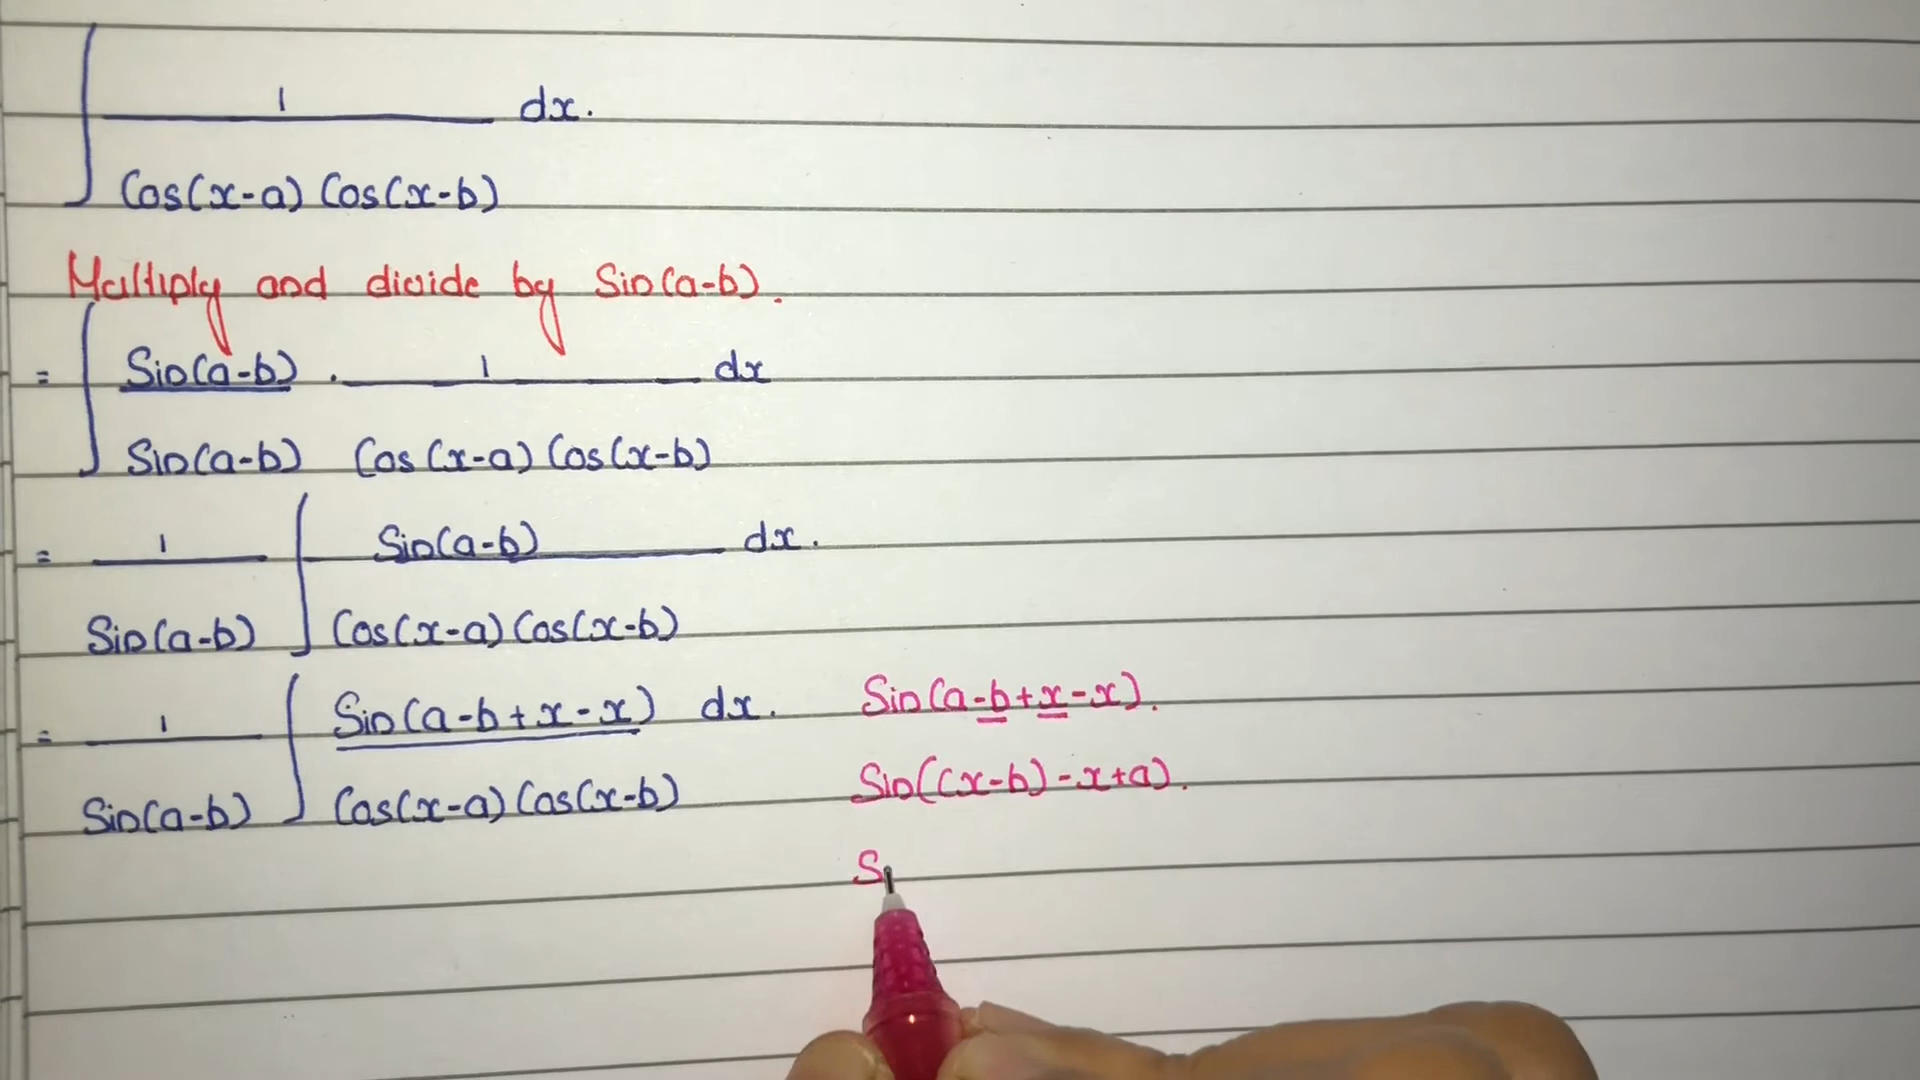 ∫ 1 / Cos(x-a) Cos(x-b) dx.
Multiply and divide by Sin(a-b).
= ∫ Sin(a-b) / Sin(a-b) . 1 / Cos(x-a) Cos(x-b) dx
= 1 / Sin(a-b) ∫ Sin(a-b) / Cos(x-a) Cos(x-b) dx.
= 1 / Sin(a-b) ∫ Sin(a-b+x-x) / Cos(x-a) Cos(x-b) dx.
Sin(a-b+x-x).
Sin((x-b)-x+a).
S